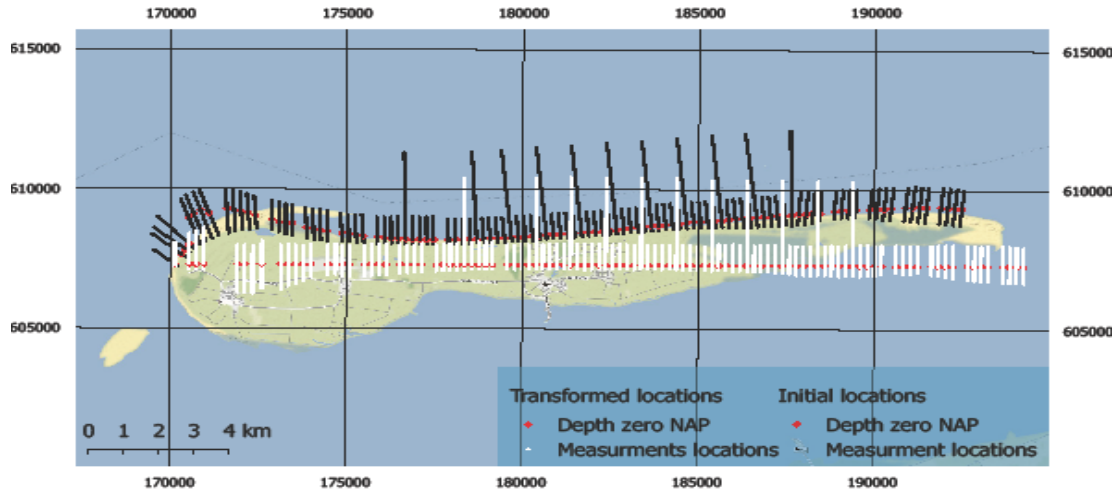 170000 175000 180000 185000 190000
615000 615000
610000 610000
605000 605000
Transformed locations Initial locations
Depth zero NAP Depth zero NAP
Measurments locations Measurment locations
0 1 2 3 4 km
170000 175000 180000 185000 190000